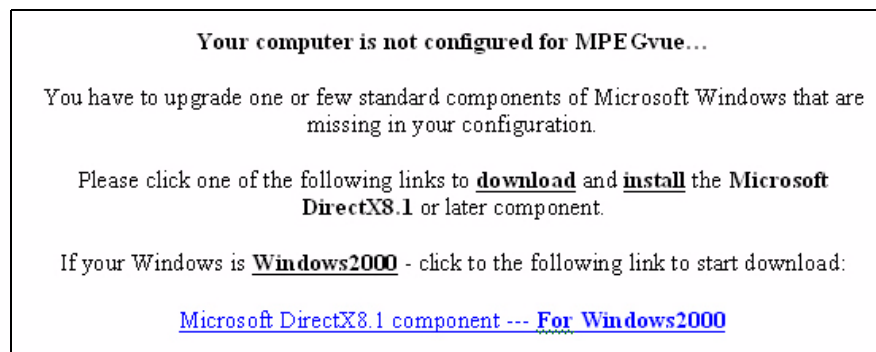 Your computer is not configured for MPEGvue…
You have to upgrade one or few standard components of Microsoft Windows that are
missing in your configuration.
Please click one of the following links to download and install the Microsoft
DirectX8.1 or later component.
If your Windows is Windows2000 - click to the following link to start download:
Microsoft DirectX8.1 component --- For Windows2000